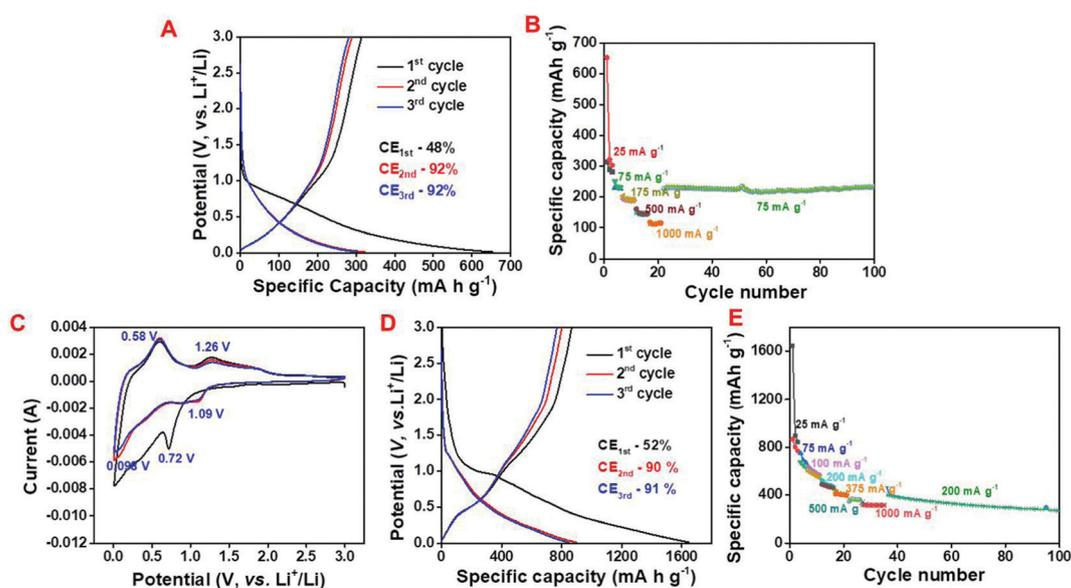 A
Potential (V, vs. Li⁺/Li)
3.0
2.5
2.0
1.5
1.0
0.5
0.0
1ˢᵗ cycle
2ⁿᵈ cycle
3ʳᵈ cycle
CE₁ₛₜ - 48%
CE₂ₙd - 92%
CE₃ᵣd - 92%
0 100 200 300 400 500 600 700
Specific Capacity (mA h g⁻¹)
B
Specific capacity (mAh g⁻¹)
700
600
500
400
300
200
100
0
25 mA g⁻¹
75 mA g⁻¹
175 mA g⁻¹
500 mA g⁻¹
1000 mA g⁻¹
75 mA g⁻¹
0 20 40 60 80 100
Cycle number
C
Current (A)
0.004
0.002
0.000
-0.002
-0.004
-0.006
-0.008
-0.010
-0.012
0.58 V
1.26 V
1.09 V
0.098 V
0.72 V
0.0 0.5 1.0 1.5 2.0 2.5 3.0
Potential (V, vs. Li⁺/Li)
D
Potential (V, vs.Li⁺/Li)
3.0
2.5
2.0
1.5
1.0
0.5
0.0
1ˢᵗ cycle
2ⁿᵈ cycle
3ʳᵈ cycle
CE₁ₛₜ - 52%
CE₂ₙd - 90 %
CE₃ᵣd - 91 %
0 400 800 1200 1600
Specific capacity (mA h g⁻¹)
E
Specific capacity (mAh g⁻¹)
1600
1200
800
400
0
25 mA g⁻¹
75 mA g⁻¹
100 mA g⁻¹
200 mA g⁻¹
375 mA g⁻¹
500 mA g
1000 mA g⁻¹
200 mA g⁻¹
0 20 40 60 80 100
Cycle number